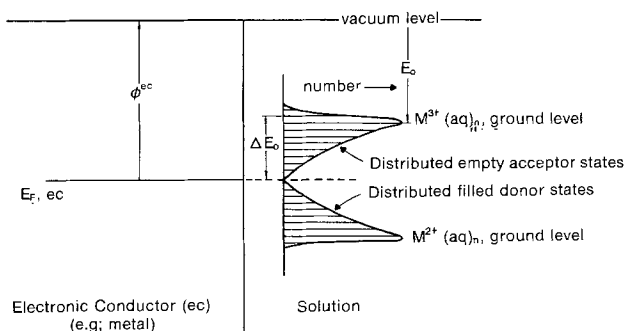 vacuum level
E₀
number
ϕᵉᶜ
M³⁺ (aq)ₙ, ground level
ΔE₀
Distributed empty acceptor states
E_F, ec
Distributed filled donor states
M²⁺ (aq)ₙ, ground level
Electronic Conductor (ec)
(e.g; metal)
Solution